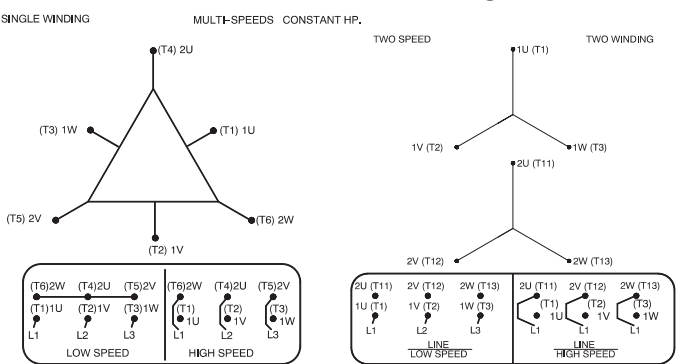 SINGLE WINDING MULTI-SPEEDS CONSTANT HP.
(T4) 2U
(T3) 1W
(T1) 1U
(T5) 2V
(T6) 2W
(T2) 1V
(T6)2W (T4)2U (T5)2V
(T1)1U (T2)1V (T3)1W
L1 L2 L3
LOW SPEED
(T6)2W (T4)2U (T5)2V
(T1) (T2) (T3)
1U 1V 1W
L1 L2 L3
HIGH SPEED
TWO SPEED TWO WINDING
1U (T1)
1V (T2) 1W (T3)
2U (T11)
2V (T12) 2W (T13)
2U (T11) 2V (T12) 2W (T13)
1U (T1) 1V (T2) 1W (T3)
L1 L2 L3
LINE
LOW SPEED
2U (T11) 2V (T12) 2W (T13)
(T1) (T2) (T3)
1U 1V 1W
L1 L1 L1
LINE
HIGH SPEED